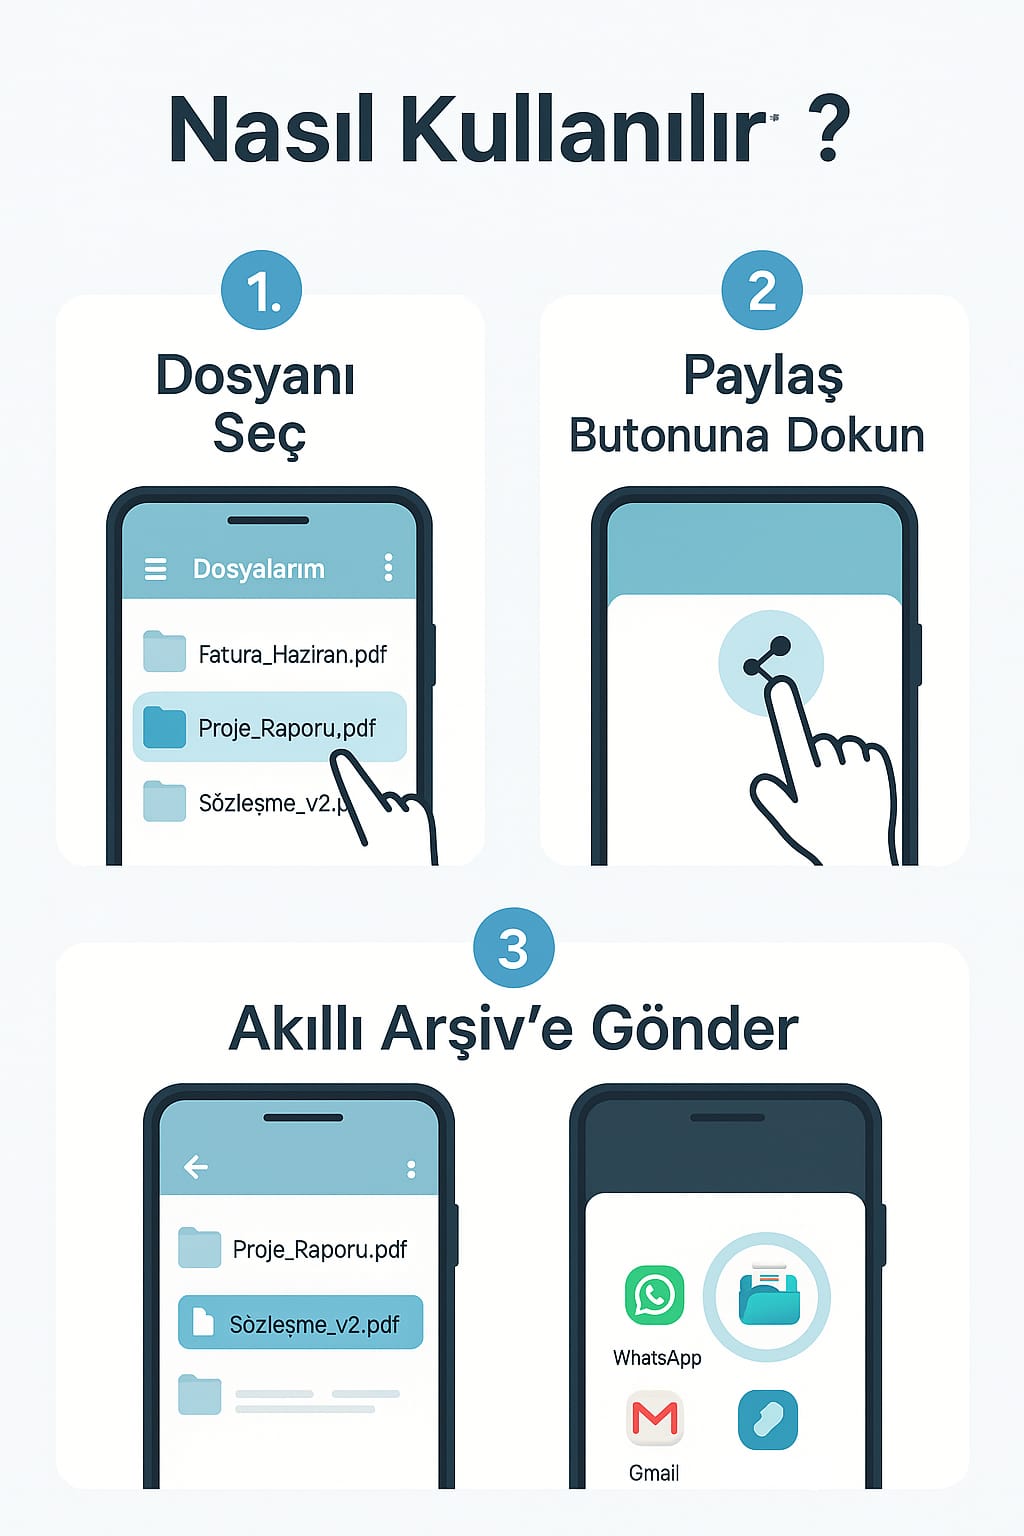 Nasıl Kullanılır ?
1.
Dosyanı
Seç
Dosyalarım
Fatura_Haziran.pdf
Proje_Raporu,pdf
Sǒzleşme_v2.p
2
Paylaş
Butonuna Dokun
3
Akıllı Arşiv’e Gönder
Proje_Raporu.pdf
Sòzleşme_v2.pdf
WhatsApp
Gmail